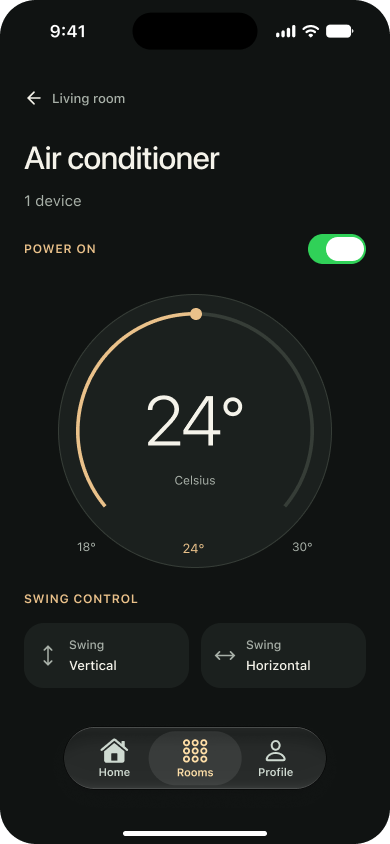 9:41
Living room
Air conditioner
1 device
POWER ON
24°
Celsius
18° 24° 30°
SWING CONTROL
Swing Swing
Vertical Horizontal
Home Rooms Profile